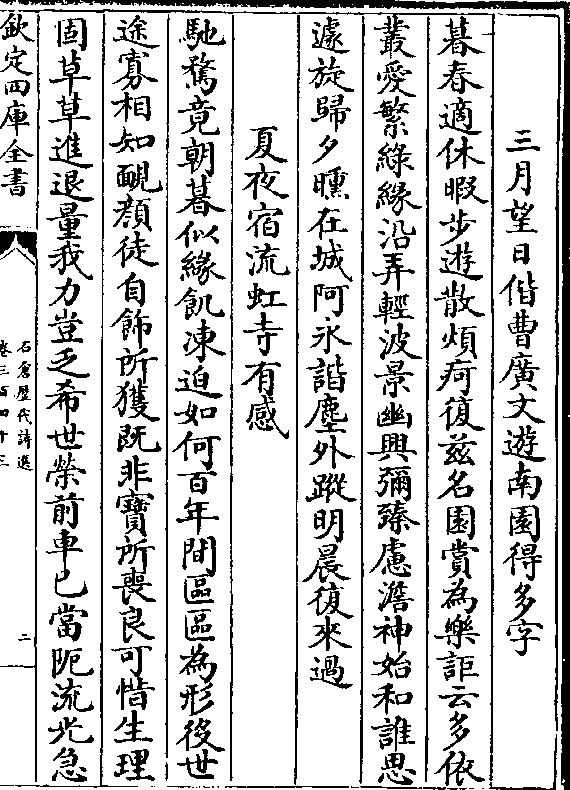 三月望日偕曹廣文遊南園得多字
暮春適休暇步遊散煩疴復兹名園賞為樂詎云多依
叢愛繁綠緣沿弄輕波景幽興彌臻慮澹神始和誰思
遽旋歸夕曛在城阿永諧塵外蹤明晨復來過
夏夜宿流虹寺有感
馳騖竟朝暮似緣飢凍迫如何百年間區區為形役世
途寡相知靦顔徒自飾所獲既非寶所喪良可惜生理
固草草進退量我力豈乏希世榮前車已當阨流光急
欽定四庫全書
石倉歷代詩選
卷三百四十三
二